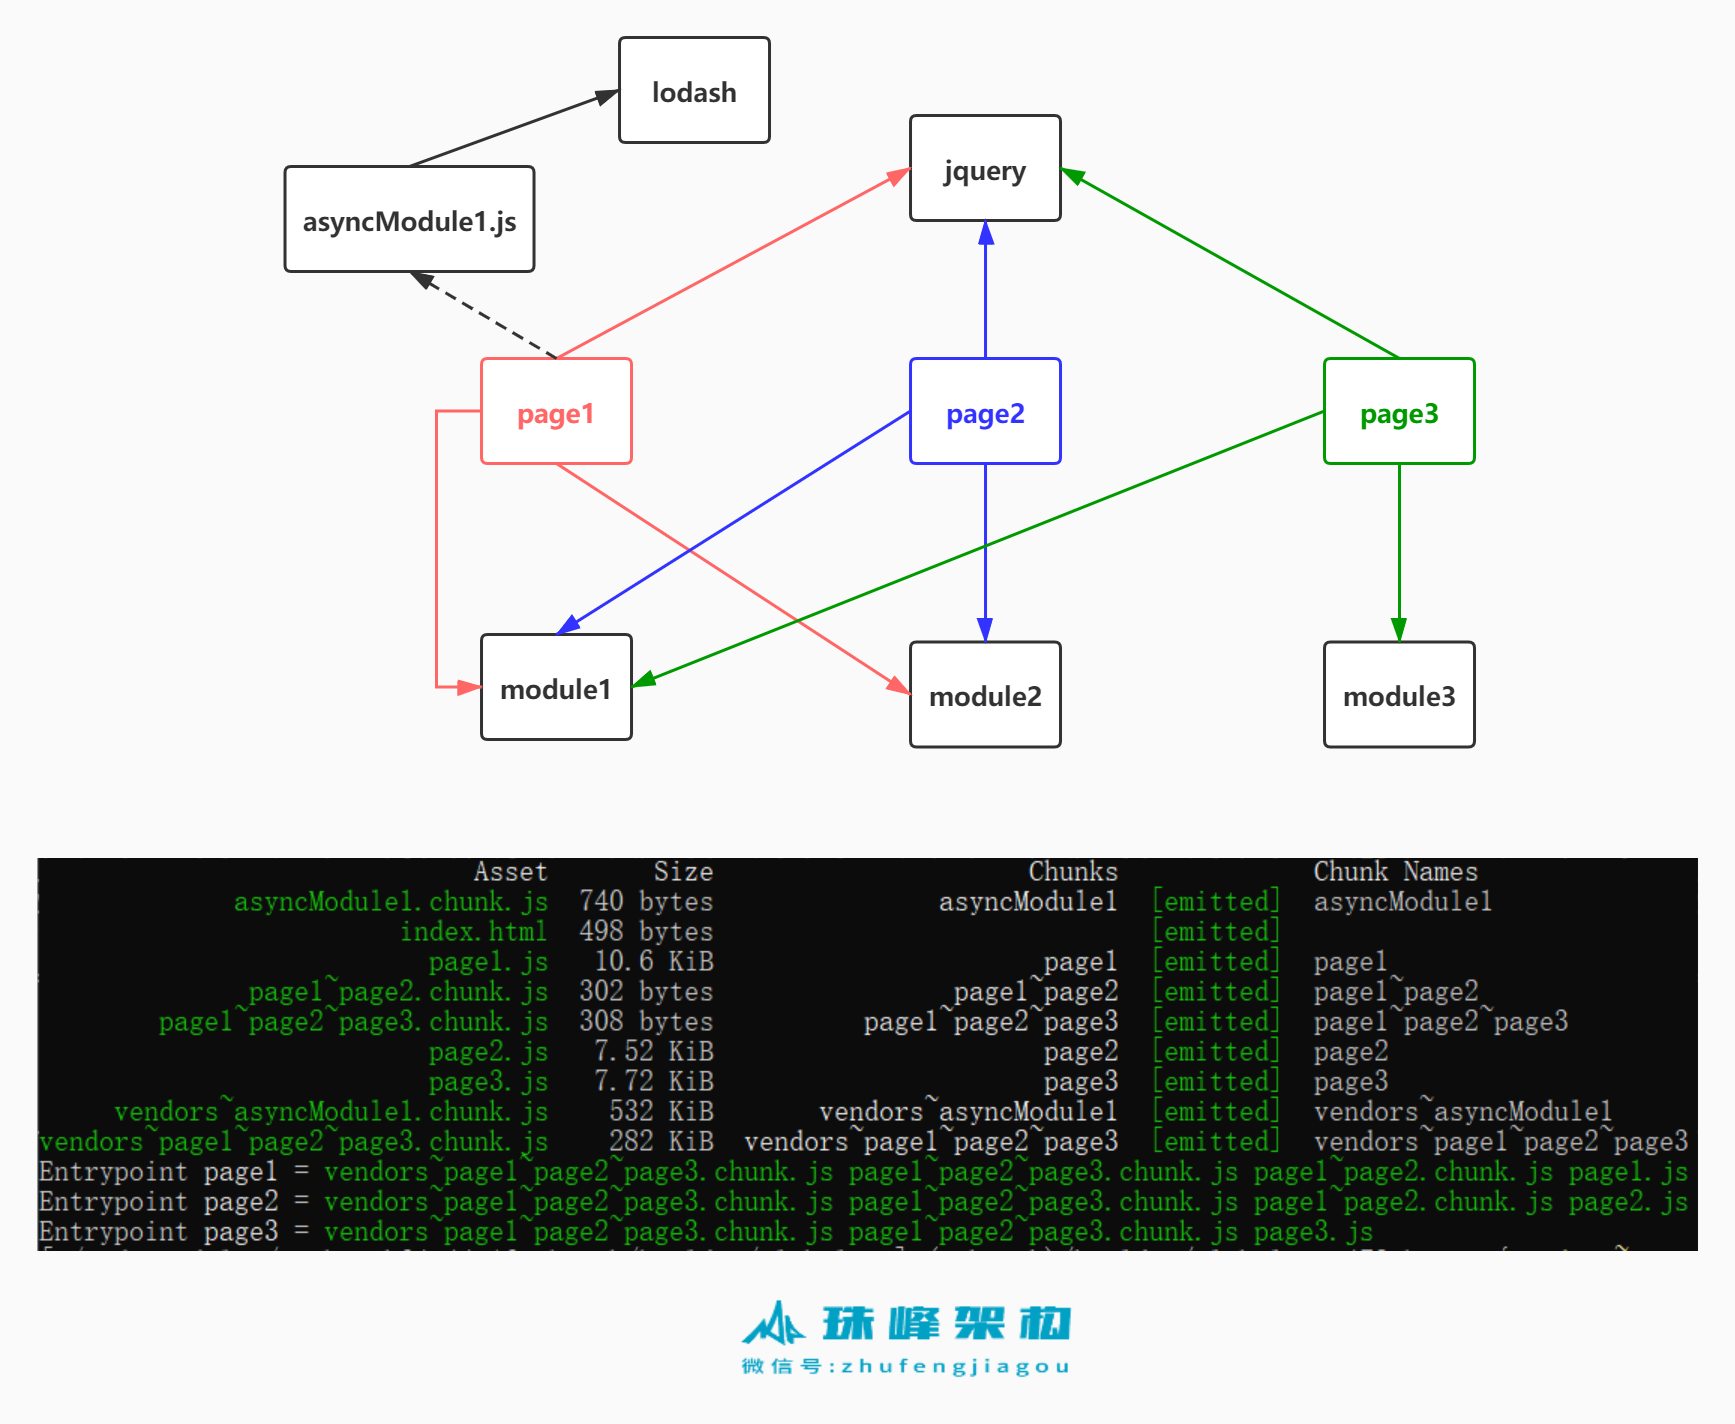 lodash
jquery
asyncModule1.js
page1
page2
page3
module1
module2
module3
Asset Size Chunks Chunk Names
asyncModule1.chunk.js 740 bytes asyncModule1 [emitted] asyncModule1
index.html 498 bytes [emitted]
page1.js 10.6 KiB page1 [emitted] page1
page1~page2.chunk.js 302 bytes page1~page2 [emitted] page1~page2
page1~page2~page3.chunk.js 308 bytes page1~page2~page3 [emitted] page1~page2~page3
page2.js 7.52 KiB page2 [emitted] page2
page3.js 7.72 KiB page3 [emitted] page3
vendors~asyncModule1.chunk.js 532 KiB vendors~asyncModule1 [emitted] vendors~asyncModule1
vendors~page1~page2~page3.chunk.js 282 KiB vendors~page1~page2~page3 [emitted] vendors~page1~page2~page3
Entrypoint page1 = vendors~page1~page2~page3.chunk.js page1~page2~page3.chunk.js page1~page2.chunk.js page1.js
Entrypoint page2 = vendors~page1~page2~page3.chunk.js page1~page2~page3.chunk.js page1~page2.chunk.js page2.js
Entrypoint page3 = vendors~page1~page2~page3.chunk.js page1~page2~page3.chunk.js page3.js
珠峰架构
微信号:zhufengjiagou